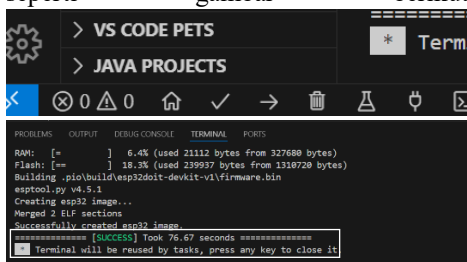 seperti gambar
VS CODE PETS
JAVA PROJECTS
* Term
0 0
PROBLEMS OUTPUT DEBUG CONSOLE TERMINAL PORTS
RAM: [= ] 6.4% (used 21112 bytes from 327680 bytes)
Flash: [== ] 18.3% (used 239937 bytes from 1310720 bytes)
Building .pio\build\esp32doit-devkit-v1\firmware.bin
esptool.py v4.5.1
Creating esp32 image...
Merged 2 ELF sections
Successfully created esp32 image.
============== [SUCCESS] Took 76.67 seconds ==============
* Terminal will be reused by tasks, press any key to close it.